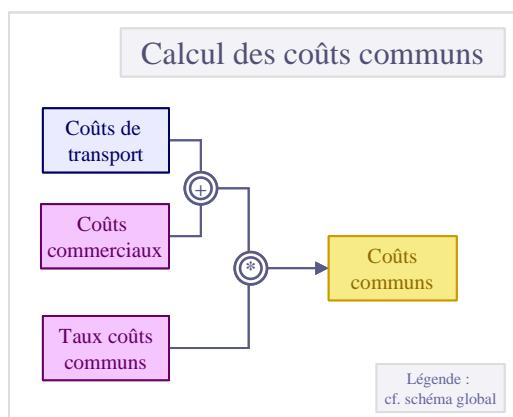 Calcul des coûts communs
Coûts de
transport
+
Coûts
commerciaux
*
Coûts
communs
Taux coûts
communs
Légende :
cf. schéma global